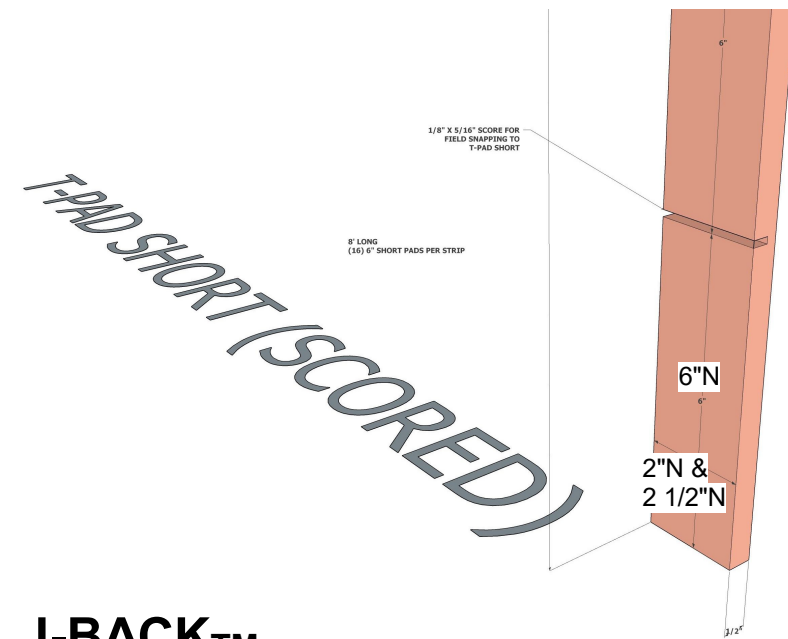 6"
1/8" X 5/16" SCORE FOR
FIELD SNAPPING TO
T-PAD SHORT
T-PAD SHORT (SCORED)
8' LONG
(16) 6" SHORT PADS PER STRIP
6"N
6"
2"N &
2 1/2"N
1/2"